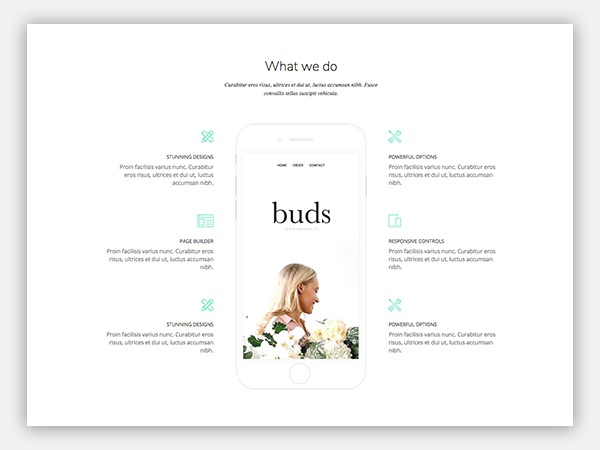 What we do
Curabitur eros risus, ultrices et dui ut, luctus accumsan nibh. Fusce
convallis tellus suscipit vehicula.
STUNNING DESIGNS
Proin facilisis varius nunc. Curabitur
eros risus, ultrices et dui ut, luctus
accumsan nibh.
PAGE BUILDER
Proin facilisis varius nunc. Curabitur eros
risus, ultrices et dui ut, luctus accumsan
nibh.
STUNNING DESIGNS
Proin facilisis varius nunc. Curabitur eros
risus, ultrices et dui ut, luctus accumsan
nibh.
HOME ORDER CONTACT
buds
POWERFUL OPTIONS
Proin facilisis varius nunc. Curabitur eros
risus, ultrices et dui ut, luctus accumsan
nibh.
RESPONSIVE CONTROLS
Proin facilisis varius nunc. Curabitur eros
risus, ultrices et dui ut, luctus accumsan
nibh.
POWERFUL OPTIONS
Proin facilisis varius nunc. Curabitur eros
risus, ultrices et dui ut, luctus accumsan
nibh.